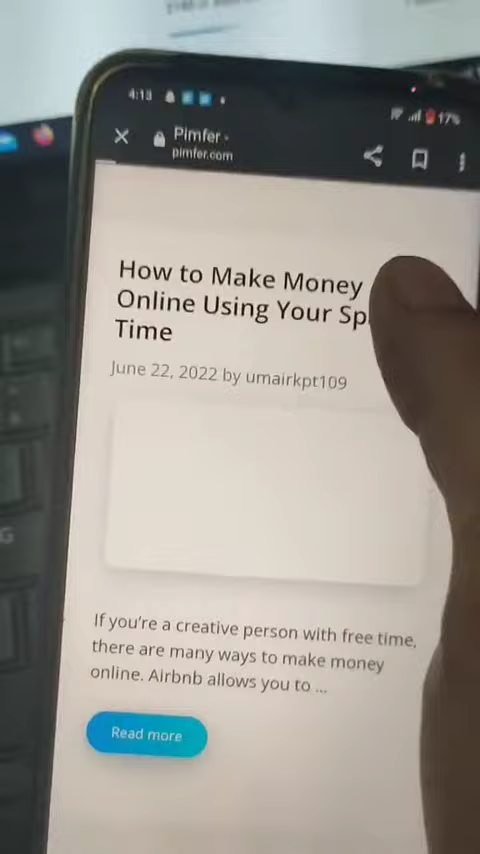 4:13
17%
Pimfer -
pimfer.com
How to Make Money
Online Using Your Sp
Time
June 22, 2022 by umairkpt109
If you're a creative person with free time,
there are many ways to make money
online. Airbnb allows you to ...
Read more
G